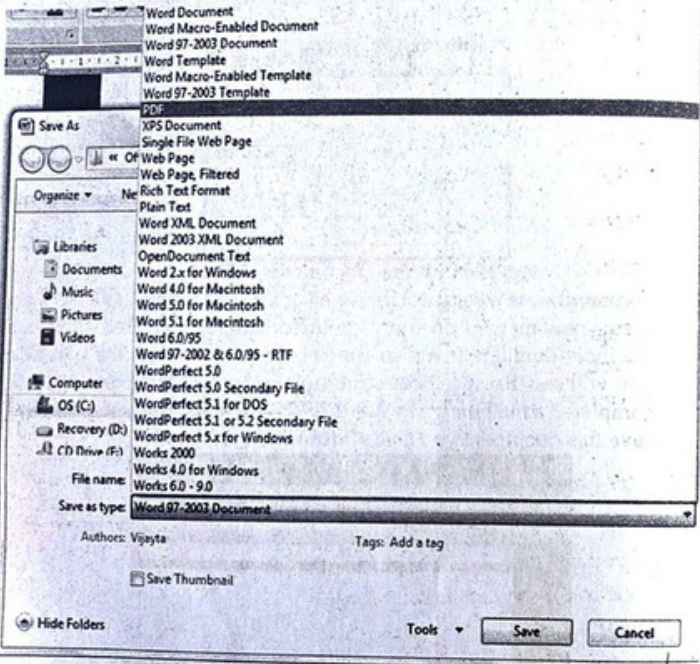 Word Document
Word Macro-Enabled Document
Word 97-2003 Document
Word Template
Word Macro-Enabled Template
Word 97-2003 Template
PDF
Save As
XPS Document
Single File Web Page
« Of
Web Page
Web Page, Filtered
Organize
Ne
Rich Text Format
Plain Text
Word XML Document
Word 2003 XML Document
Libraries
OpenDocument Text
Documents
Word 2.x for Windows
Music
Word 4.0 for Macintosh
Word 5.0 for Macintosh
Pictures
Word 5.1 for Macintosh
Videos
Word 6.0/95
Word 97-2002 & 6.0/95 - RTF
WordPerfect 5.0
Computer
WordPerfect 5.0 Secondary File
OS (C:)
WordPerfect 5.1 for DOS
WordPerfect 5.1 or 5.2 Secondary File
Recovery (D:)
WordPerfect 5.x for Windows
CD Drive (F:)
Works 2000
Works 4.0 for Windows
File name:
Works 6.0 - 9.0
Save as type: Word 97-2003 Document
Authors: Vijayta
Tags: Add a tag
Save Thumbnail
Hide Folders
Tools
Save
Cancel